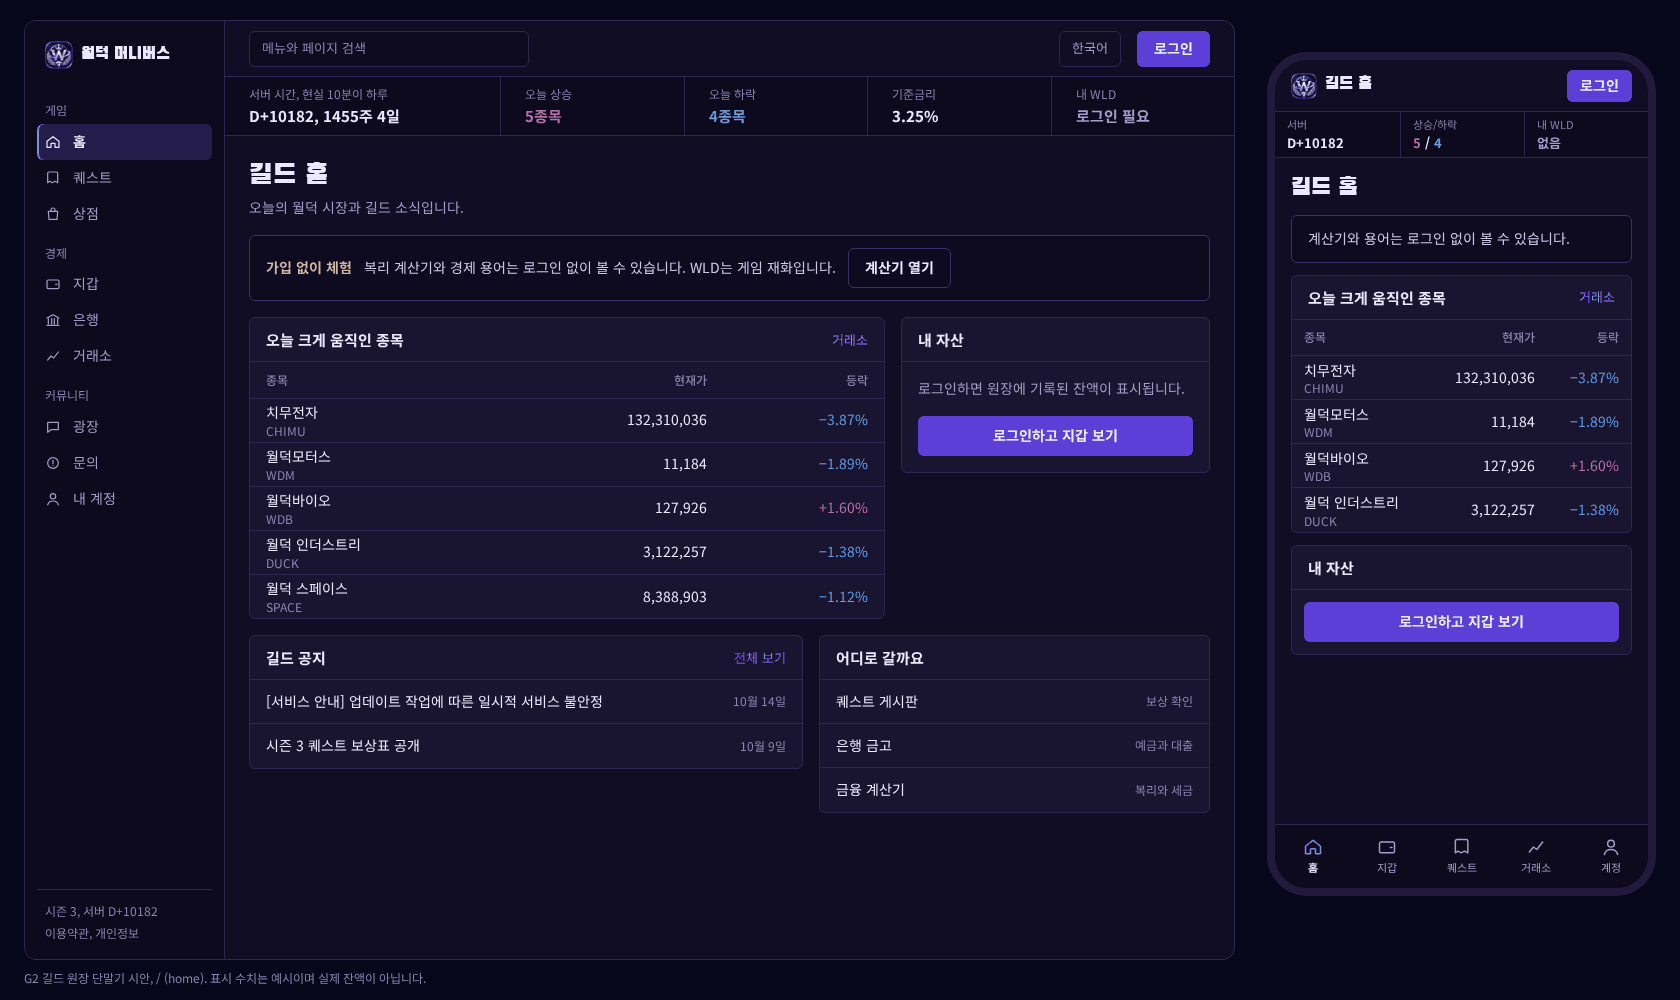 월덕 머니버스
게임
홈
퀘스트
상점
경제
지갑
은행
거래소
커뮤니티
광장
문의
내 계정
시즌 3, 서버 D+10182
이용약관, 개인정보
메뉴와 페이지 검색
한국어
로그인
서버 시간, 현실 10분이 하루
D+10182, 1455주 4일
오늘 상승
5종목
오늘 하락
4종목
기준금리
3.25%
내 WLD
로그인 필요
길드 홈
오늘의 월덕 시장과 길드 소식입니다.
가입 없이 체험 복리 계산기와 경제 용어는 로그인 없이 볼 수 있습니다. WLD는 게임 재화입니다. 계산기 열기
오늘 크게 움직인 종목 거래소
종목 현재가 등락
치무전자 132,310,036 −3.87%
CHIMU
월덕모터스 11,184 −1.89%
WDM
월덕바이오 127,926 +1.60%
WDB
월덕 인더스트리 3,122,257 −1.38%
DUCK
월덕 스페이스 8,388,903 −1.12%
SPACE
내 자산
로그인하면 원장에 기록된 잔액이 표시됩니다.
로그인하고 지갑 보기
길드 공지 전체 보기
[서비스 안내] 업데이트 작업에 따른 일시적 서비스 불안정 10월 14일
시즌 3 퀘스트 보상표 공개 10월 9일
어디로 갈까요
퀘스트 게시판 보상 확인
은행 금고 예금과 대출
금융 계산기 복리와 세금
G2 길드 원장 단말기 시안, / (home). 표시 수치는 예시이며 실제 잔액이 아닙니다.
길드 홈
로그인
서버
D+10182
상승/하락
5 / 4
내 WLD
없음
길드 홈
계산기와 용어는 로그인 없이 볼 수 있습니다.
오늘 크게 움직인 종목 거래소
종목 현재가 등락
치무전자 132,310,036 −3.87%
CHIMU
월덕모터스 11,184 −1.89%
WDM
월덕바이오 127,926 +1.60%
WDB
월덕 인더스트리 3,122,257 −1.38%
DUCK
내 자산
로그인하고 지갑 보기
홈 지갑 퀘스트 거래소 계정